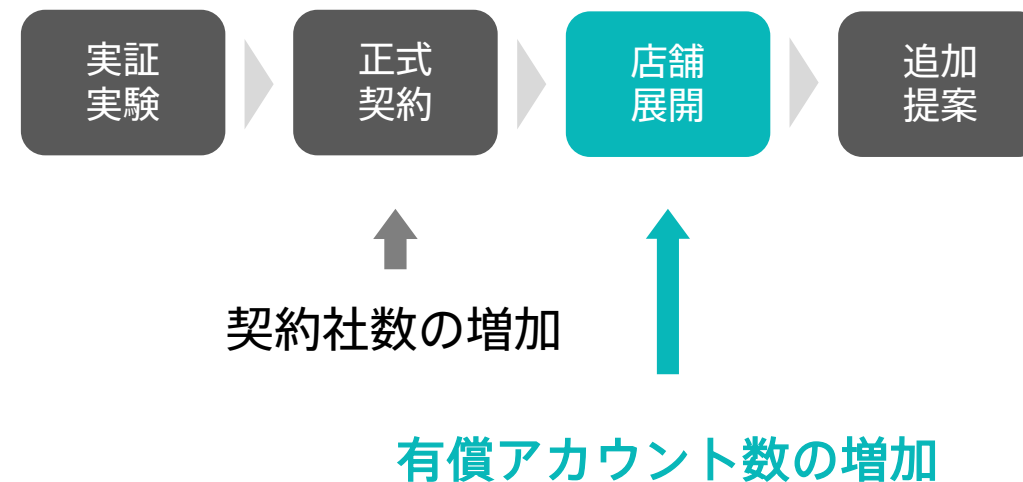 実証
実験
正式
契約
店舗
展開
追加
提案
契約社数の増加
有償アカウント数の増加